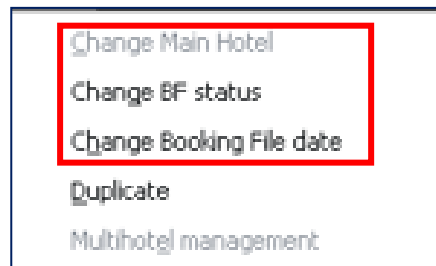 Change Main Hotel
Change BF status
Change Booking File date
Duplicate
Multihotel management